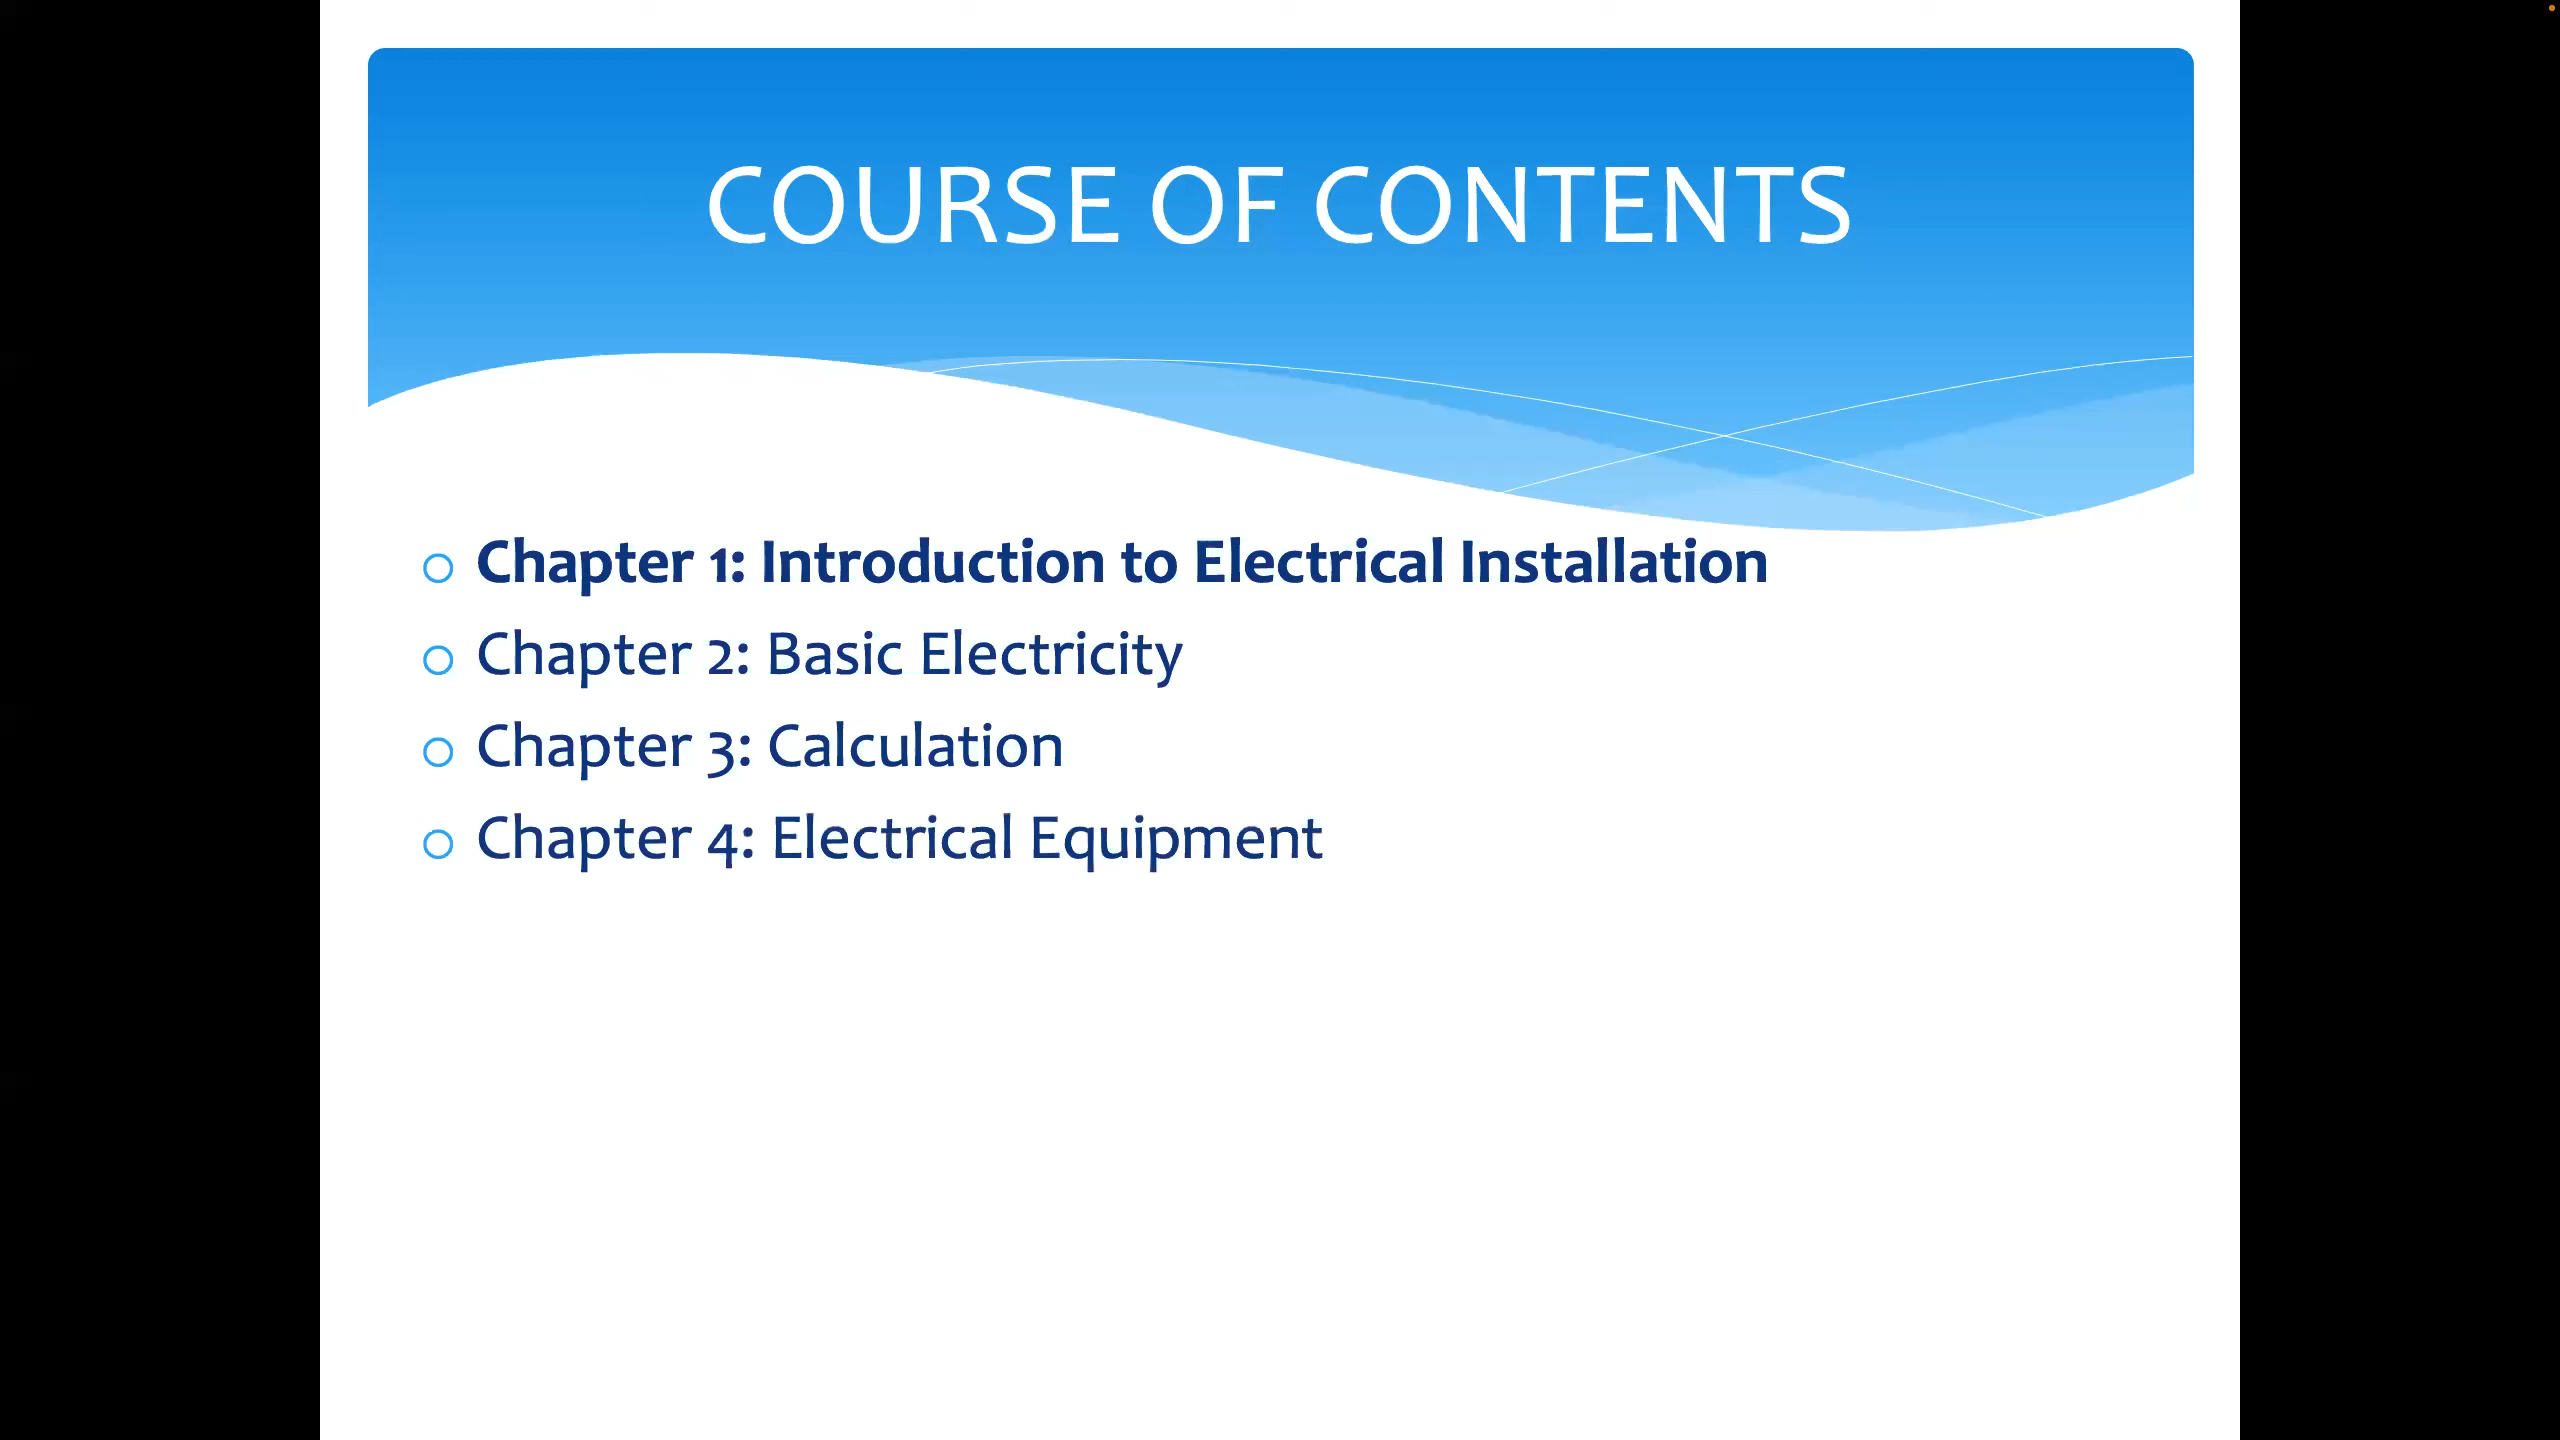 COURSE OF CONTENTS
Chapter 1: Introduction to Electrical Installation
Chapter 2: Basic Electricity
Chapter 3: Calculation
Chapter 4: Electrical Equipment